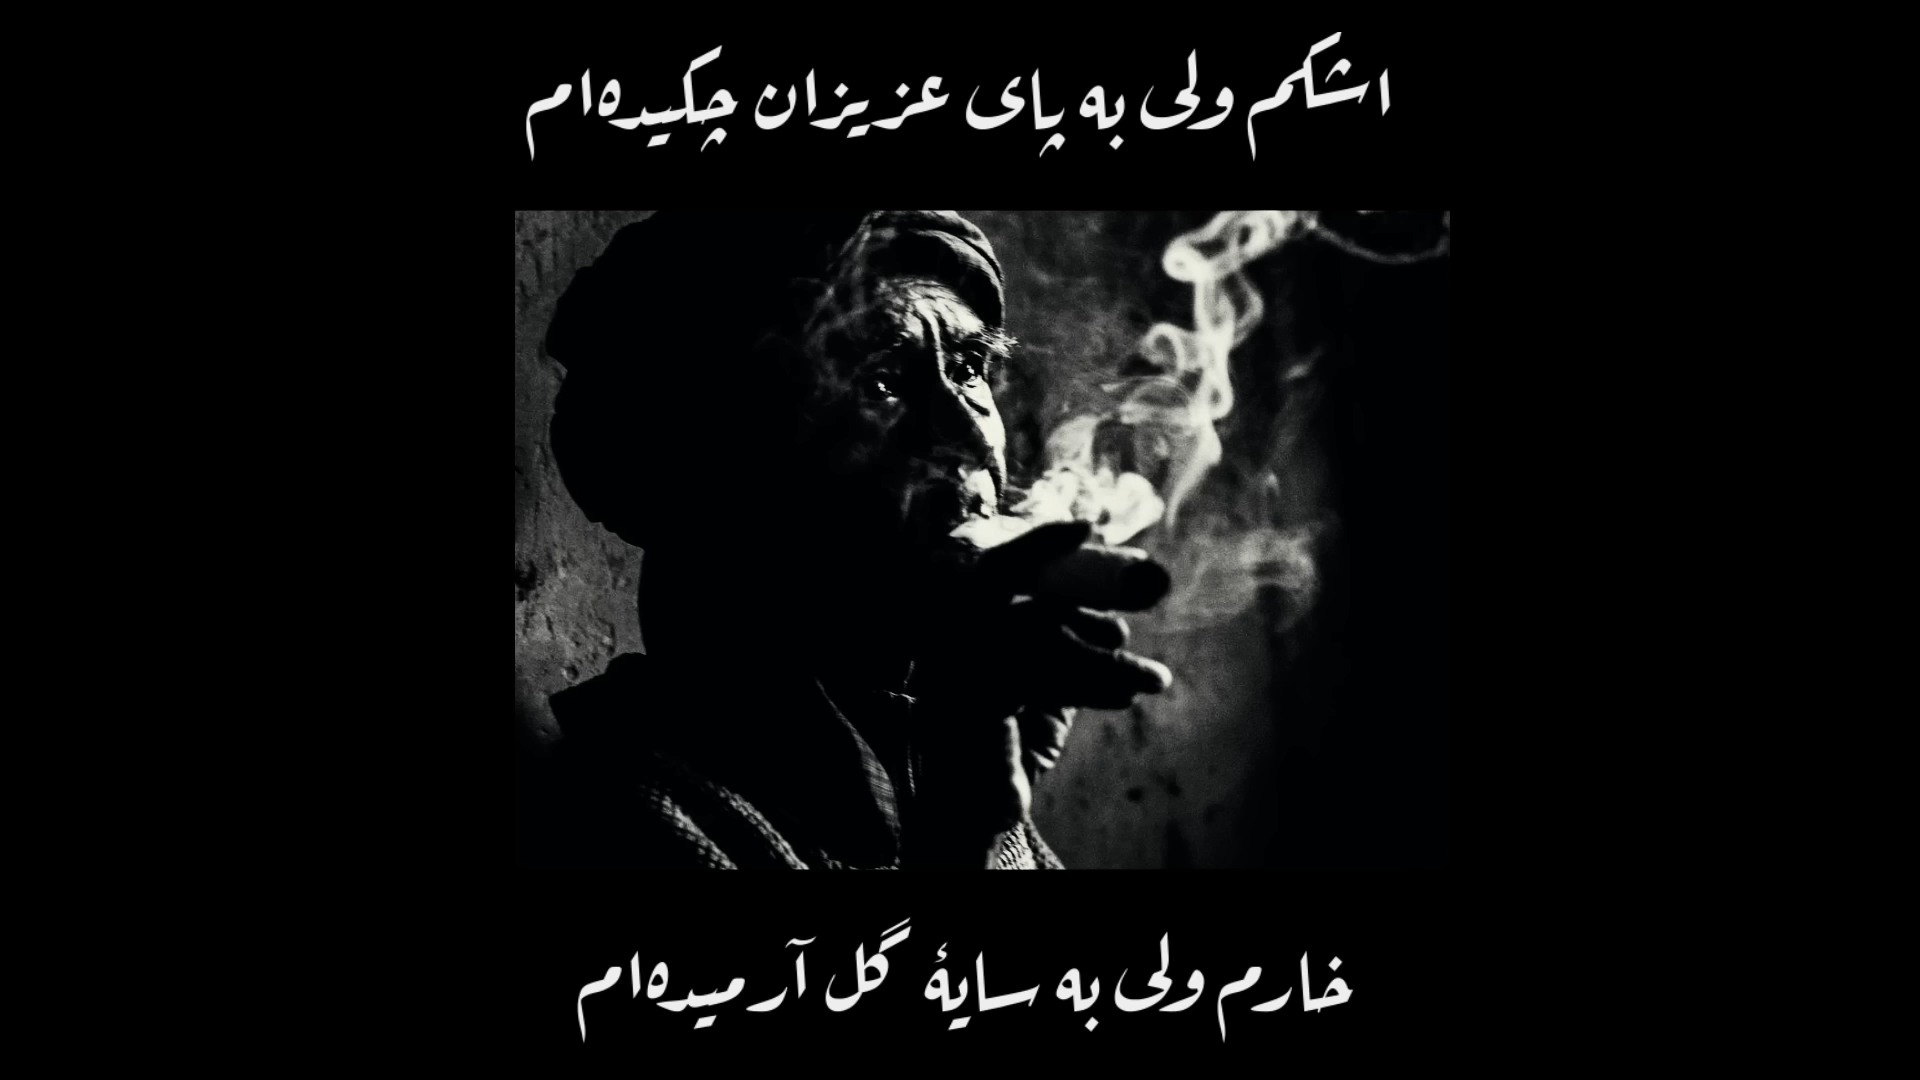 اشکم ولی به پای عزیزان چکیده‌ام
خارم ولی به سایهٔ گل آرمیده‌ام